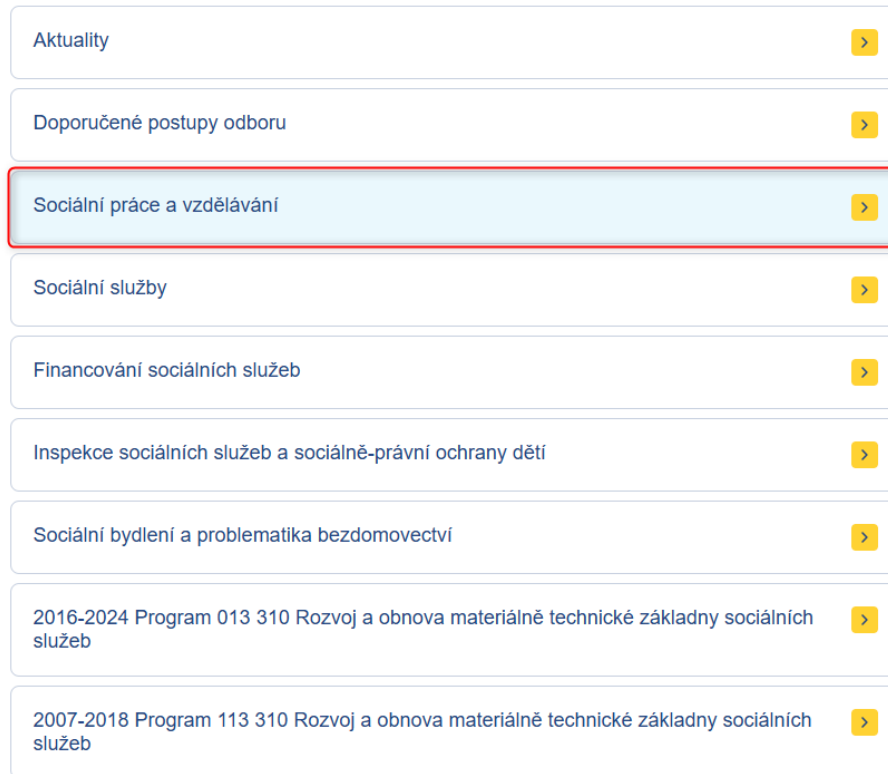 Aktuality
Doporučené postupy odboru
Sociální práce a vzdělávání
Sociální služby
Financování sociálních služeb
Inspekce sociálních služeb a sociálně-právní ochrany dětí
Sociální bydlení a problematika bezdomovectví
2016-2024 Program 013 310 Rozvoj a obnova materiálně technické základny sociálních
služeb
2007-2018 Program 113 310 Rozvoj a obnova materiálně technické základny sociálních
služeb